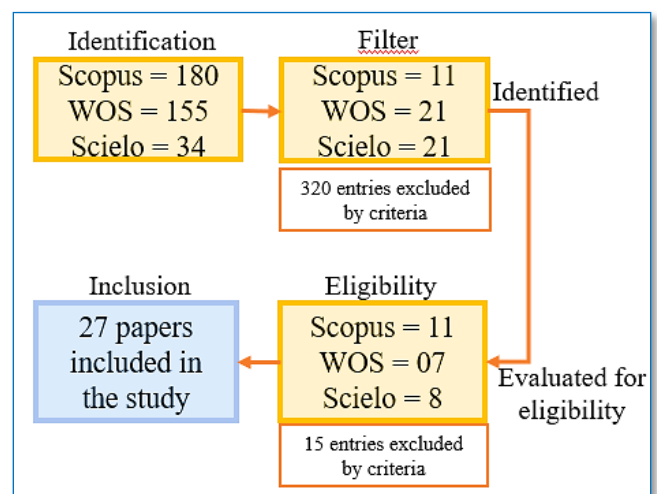 Identification
Scopus = 180
WOS = 155
Scielo = 34
Filter
Scopus = 11
WOS = 21
Scielo = 21
320 entries excluded
by criteria
Identified
Inclusion
27 papers
included in
the study
Eligibility
Scopus = 11
WOS = 07
Scielo = 8
15 entries excluded
by criteria
Evaluated for
eligibility